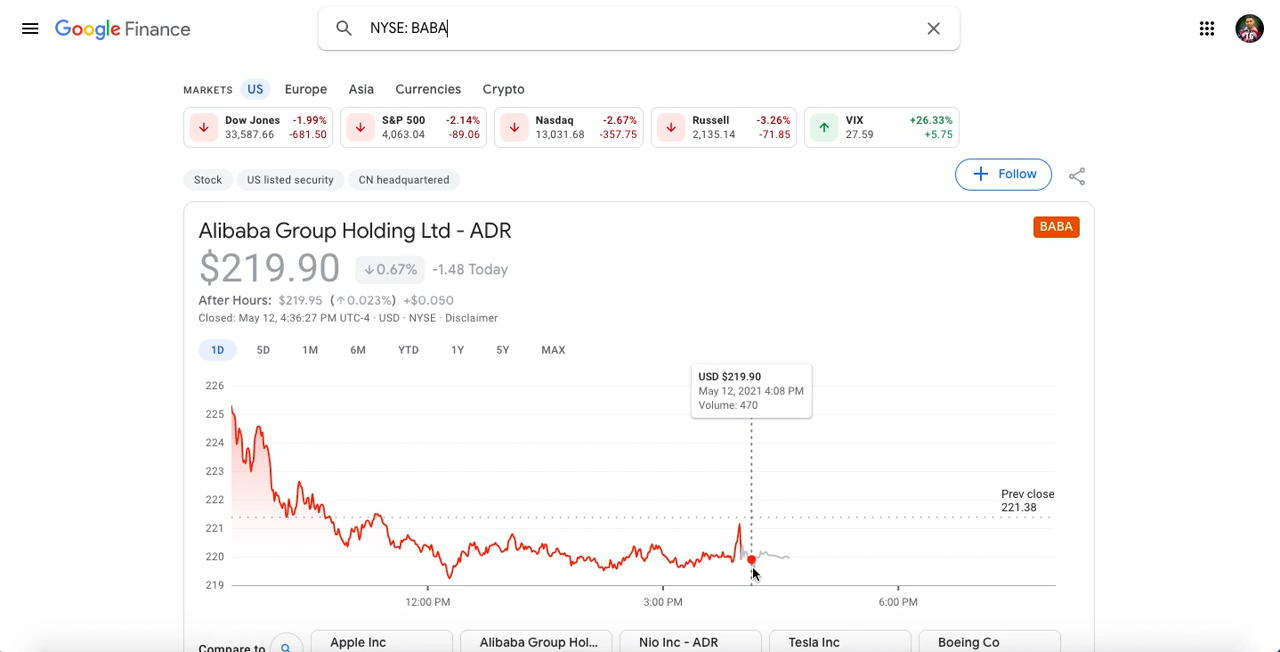 Google Finance
NYSE: BABA
MARKETS US Europe Asia Currencies Crypto
Dow Jones -1.99%
33,587.66 -681.50
S&P 500 -2.14%
4,063.04 -89.06
Nasdaq -2.67%
13,031.68 -357.75
Russell -3.26%
2,135.14 -71.85
VIX +26.33%
27.59 +5.75
Stock US listed security CN headquartered
Follow
Alibaba Group Holding Ltd - ADR
BABA
$219.90 ↓0.67% -1.48 Today
After Hours: $219.95 (↑0.023%) +$0.050
Closed: May 12, 4:36:27 PM UTC-4 · USD · NYSE · Disclaimer
1D 5D 1M 6M YTD 1Y 5Y MAX
USD $219.90
May 12, 2021 4:08 PM
Volume: 470
226
225
224
223
222
221
220
219
Prev close
221.38
12:00 PM 3:00 PM 6:00 PM
Compare to
Apple Inc
Alibaba Group Hol...
Nio Inc - ADR
Tesla Inc
Boeing Co